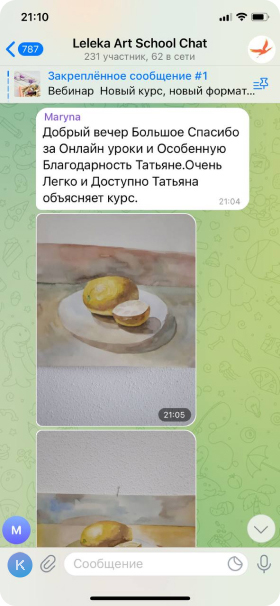 21:10
787
Leleka Art School Chat
231 участник, 62 в сети
Закреплённое сообщение #1
Вебинар Новый курс, новый формат...
Maryna
Добрый вечер Большое Спасибо
за Онлайн уроки и Особенную
Благодарность Татьяне.Очень
Легко и Доступно Татьяна
объясняет курс.
21:04
21:05
M
K
Сообщение